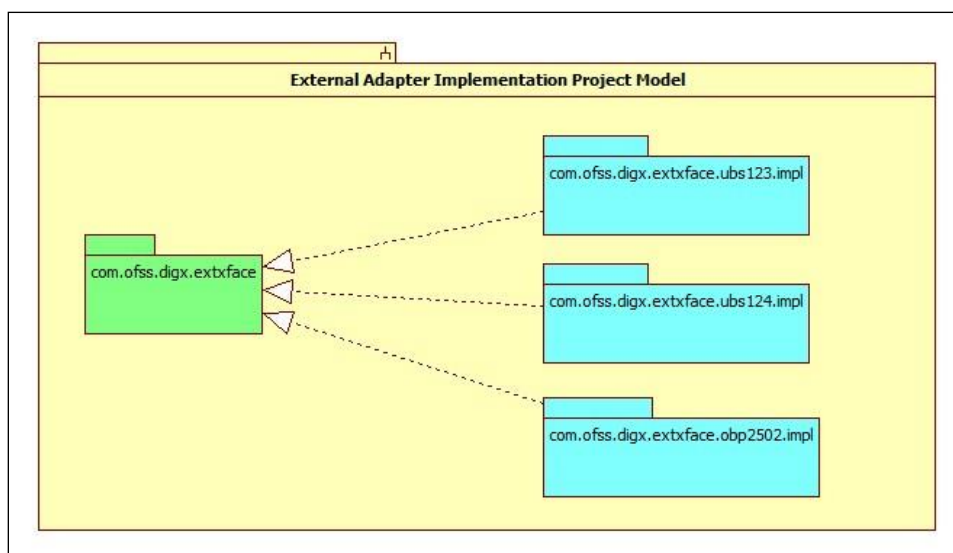 External Adapter Implementation Project Model
com.ofss.digx.extxface.ubs123.impl
com.ofss.digx.extxface
com.ofss.digx.extxface.ubs124.impl
com.ofss.digx.extxface.obp2502.impl